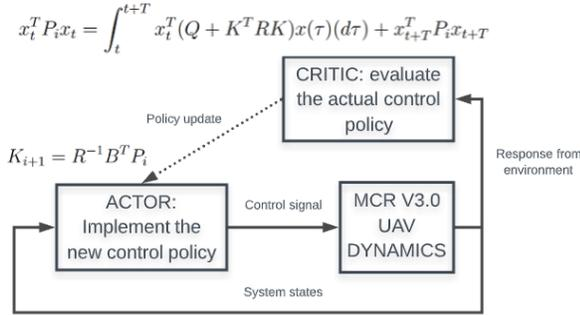 x_t^T P_i x_t = ∫_t^{t+T} x_t^T (Q + K^T RK)x(τ)(dτ) + x_{t+T}^T P_i x_{t+T}
CRITIC: evaluate
the actual control
policy
Policy update
K_{i+1} = R^{-1} B^T P_i
Response from
environment
ACTOR:
Implement the
new control policy
Control signal
MCR V3.0
UAV
DYNAMICS
System states